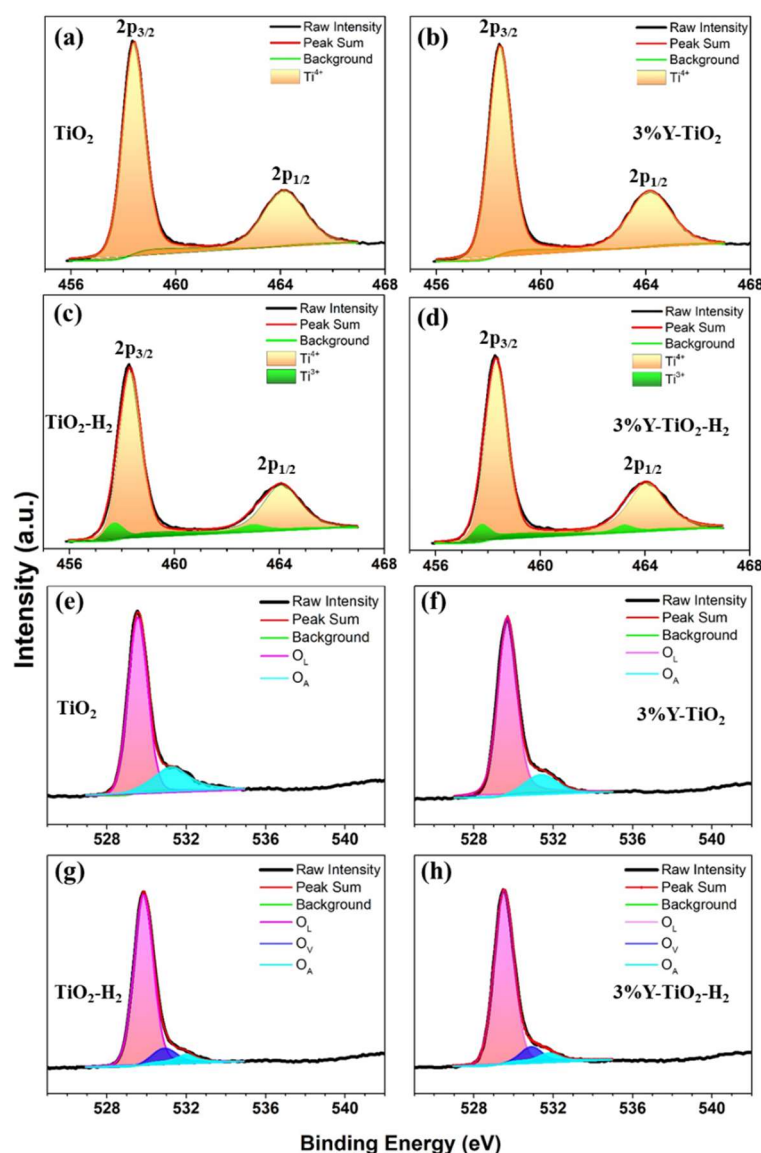 (a)
2p3/2
Raw Intensity
Peak Sum
Background
Ti4+
TiO2
2p1/2
456 460 464 468
(b)
2p3/2
Raw Intensity
Peak Sum
Background
Ti4+
3%Y-TiO2
2p1/2
456 460 464 468
(c)
2p3/2
Raw Intensity
Peak Sum
Background
Ti4+
Ti3+
TiO2-H2
2p1/2
456 460 464 468
(d)
2p3/2
Raw Intensity
Peak Sum
Background
Ti4+
Ti3+
3%Y-TiO2-H2
2p1/2
456 460 464 468
Intensity (a.u.)
(e)
Raw Intensity
Peak Sum
Background
OL
OA
TiO2
528 532 536 540
(f)
Raw Intensity
Peak Sum
Background
OL
OA
3%Y-TiO2
528 532 536 540
(g)
Raw Intensity
Peak Sum
Background
OL
OV
OA
TiO2-H2
528 532 536 540
(h)
Raw Intensity
Peak Sum
Background
OL
OV
OA
3%Y-TiO2-H2
528 532 536 540
Binding Energy (eV)